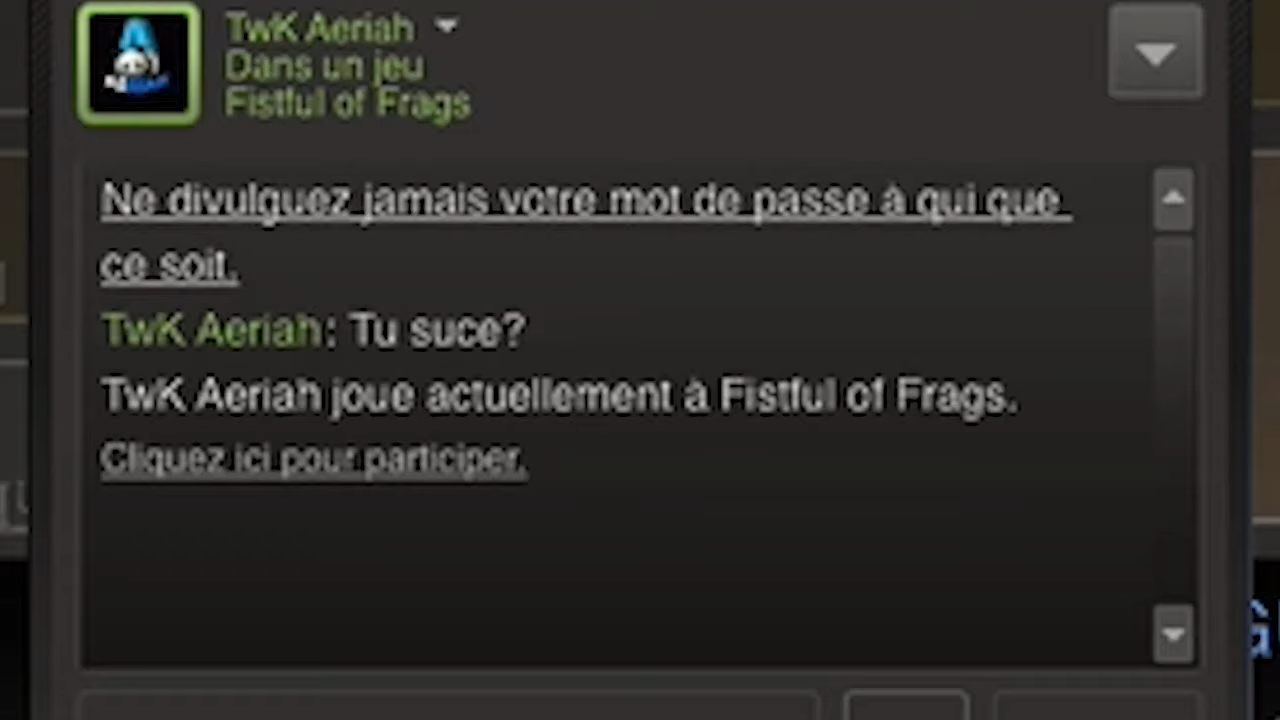 TwK Aeriah
Dans un jeu
Fistful of Frags
Ne divulguez jamais votre mot de passe à qui que
ce soit.
TwK Aeriah: Tu suce?
TwK Aeriah joue actuellement à Fistful of Frags.
Cliquez ici pour participer.